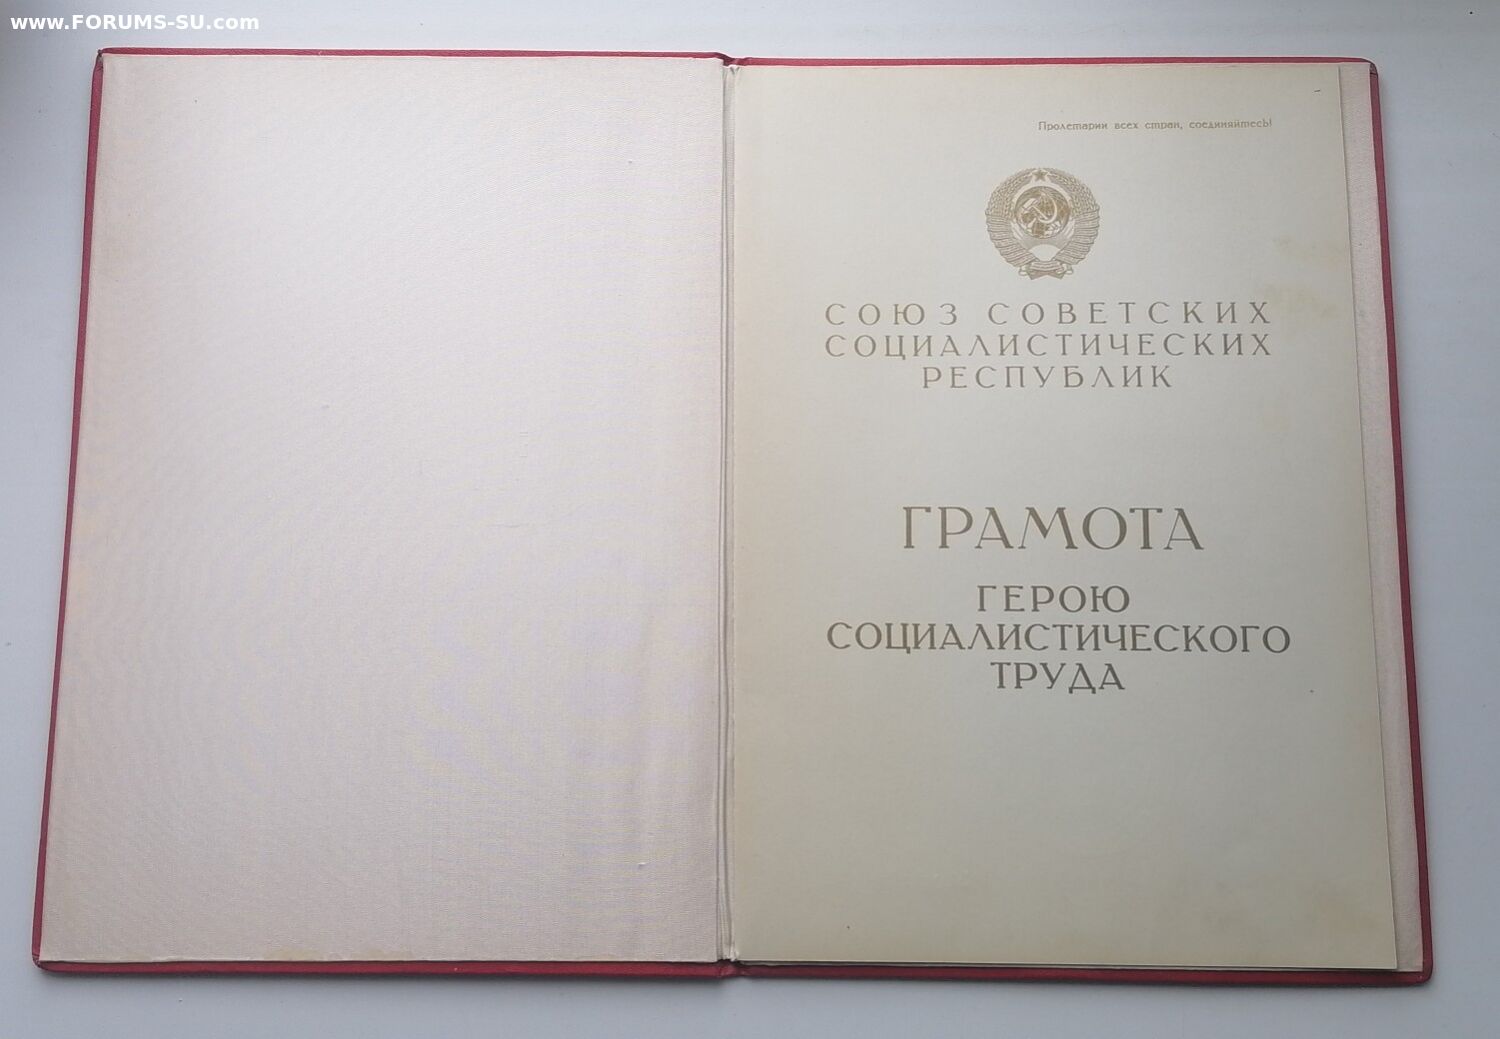 www.FORUMS-SU.com
Пролетарии всех стран, соединяйтесь!
СОЮЗ СОВЕТСКИХ
СОЦИАЛИСТИЧЕСКИХ
РЕСПУБЛИК
ГРАМОТА
ГЕРОЮ
СОЦИАЛИСТИЧЕСКОГО
ТРУДА